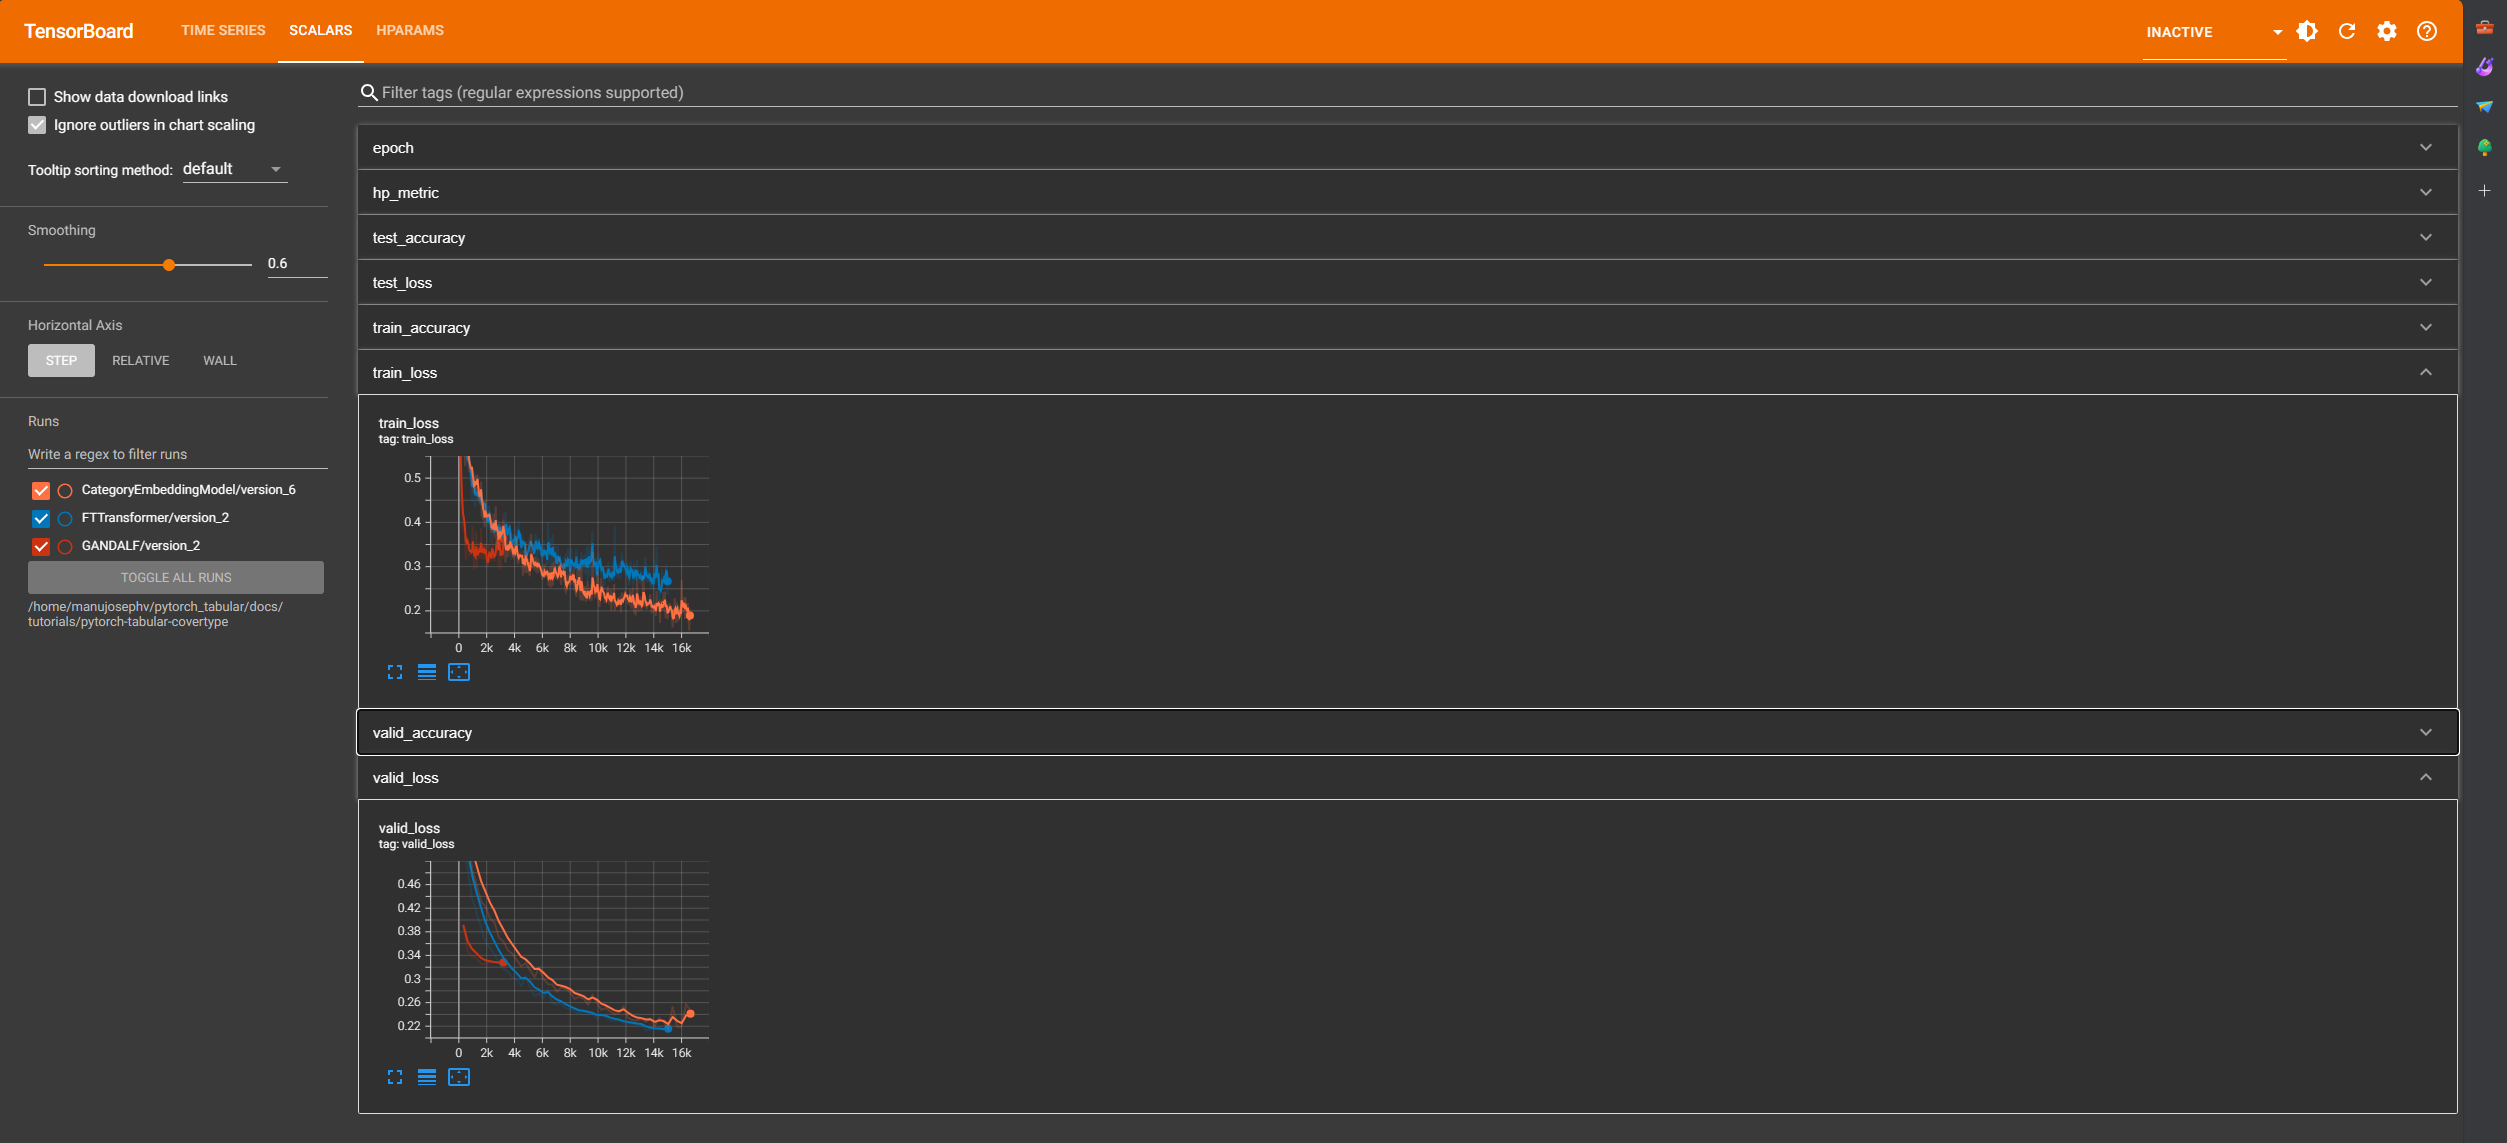 TensorBoard
TIME SERIES
SCALARS
HPARAMS
INACTIVE
Show data download links
Ignore outliers in chart scaling
Tooltip sorting method: default
Smoothing
0.6
Horizontal Axis
STEP
RELATIVE
WALL
Runs
Write a regex to filter runs
CategoryEmbeddingModel/version_6
FTTransformer/version_2
GANDALF/version_2
TOGGLE ALL RUNS
/home/manujosephv/pytorch_tabular/docs/
tutorials/pytorch-tabular-covertype
Filter tags (regular expressions supported)
epoch
hp_metric
test_accuracy
test_loss
train_accuracy
train_loss
train_loss
tag: train_loss
0.5
0.4
0.3
0.2
0 2k 4k 6k 8k 10k 12k 14k 16k
valid_accuracy
valid_loss
valid_loss
tag: valid_loss
0.46
0.42
0.38
0.34
0.3
0.26
0.22
0 2k 4k 6k 8k 10k 12k 14k 16k